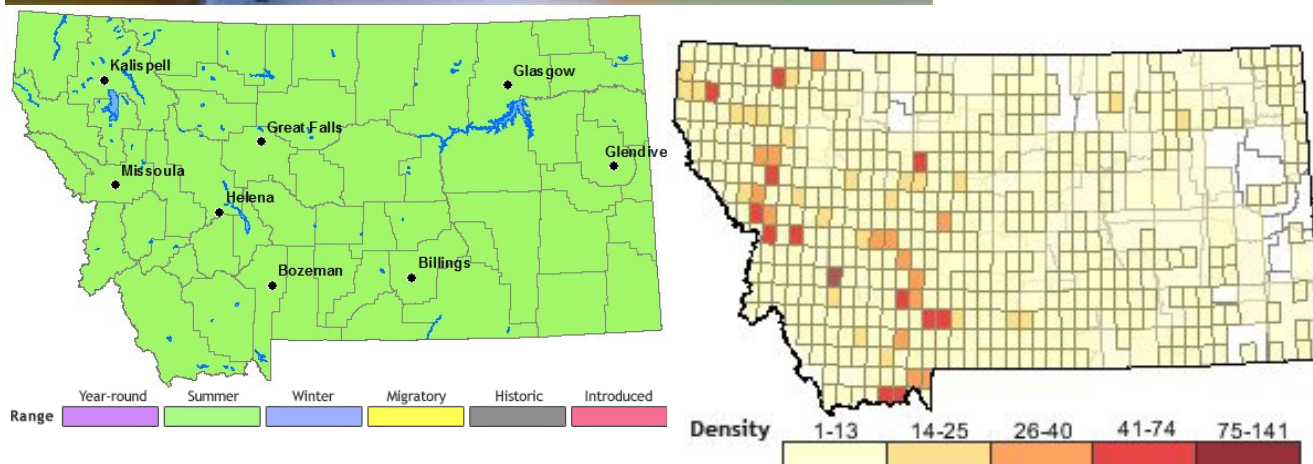 Kalispell
Glasgow
Great Falls
Glendive
Missoula
Helena
Bozeman
Billings
Year-round Summer Winter Migratory Historic Introduced
Range
Density 1-13 14-25 26-40 41-74 75-141